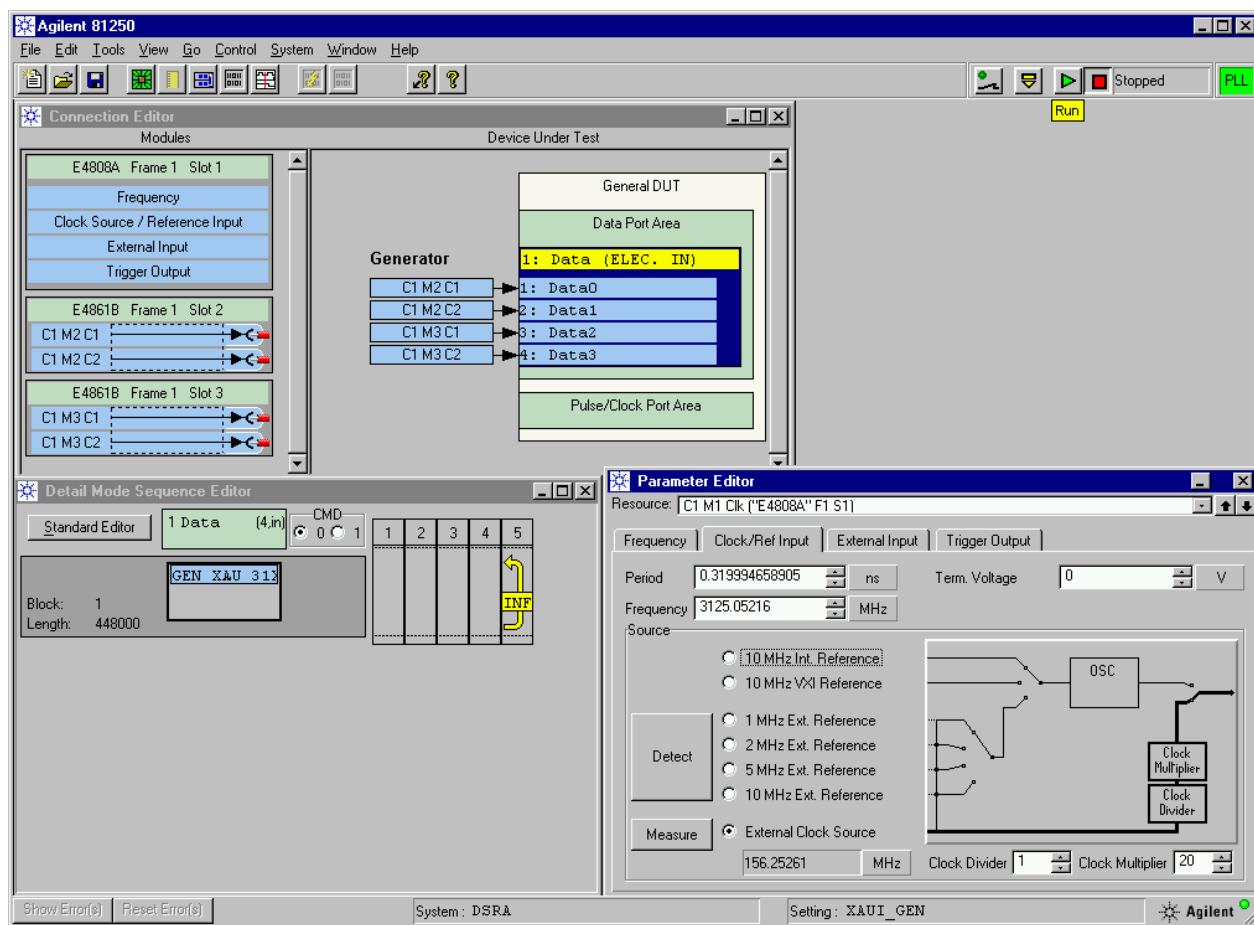 Agilent 81250
File Edit Tools View Go Control System Window Help
Stopped
PLL
Run
Connection Editor
Modules
Device Under Test
E4808A Frame 1 Slot 1
Frequency
Clock Source / Reference Input
External Input
Trigger Output
E4861B Frame 1 Slot 2
C1 M2 C1
C1 M2 C2
E4861B Frame 1 Slot 3
C1 M3 C1
C1 M3 C2
General DUT
Data Port Area
Generator
1: Data (ELEC. IN)
C1 M2 C1 1: Data0
C1 M2 C2 2: Data1
C1 M3 C1 3: Data2
C1 M3 C2 4: Data3
Pulse/Clock Port Area
Detail Mode Sequence Editor
Standard Editor
1 Data (4,in)
CMD
0 1
1 2 3 4 5
GEN XAU 31X
INF
Block: 1
Length: 448000
Parameter Editor
Resource: C1 M1 Clk ("E4808A" F1 S1)
Frequency Clock/Ref Input External Input Trigger Output
Period 0.319994658905 ns Term. Voltage 0 V
Frequency 3125.05216 MHz
Source
10 MHz Int. Reference
10 MHz VXI Reference
1 MHz Ext. Reference
2 MHz Ext. Reference
5 MHz Ext. Reference
10 MHz Ext. Reference
Detect
Measure
External Clock Source
156.25261 MHz
OSC
Clock
Multiplier
Clock
Divider
Clock Divider 1 Clock Multiplier 20
Show Error(s) Reset Error(s) System : DSRA Setting : XAUI_GEN Agilent